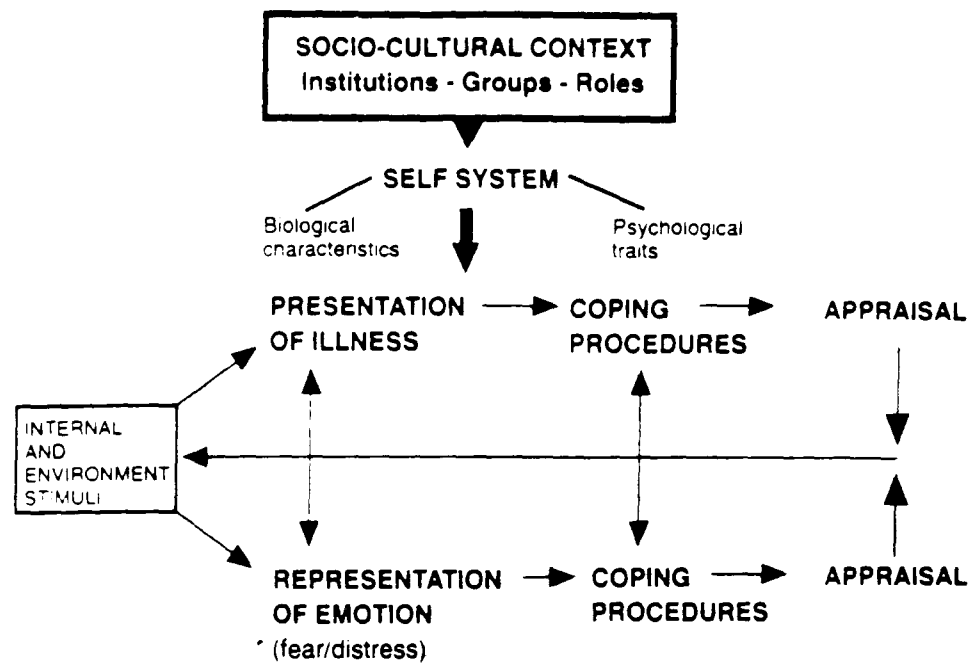 SOCIO-CULTURAL CONTEXT
Institutions - Groups - Roles
SELF SYSTEM
Biological
characteristics
Psychological
traits
PRESENTATION
OF ILLNESS
COPING
PROCEDURES
APPRAISAL
INTERNAL
AND
ENVIRONMENT
STIMULI
REPRESENTATION
OF EMOTION
(fear/distress)
COPING
PROCEDURES
APPRAISAL